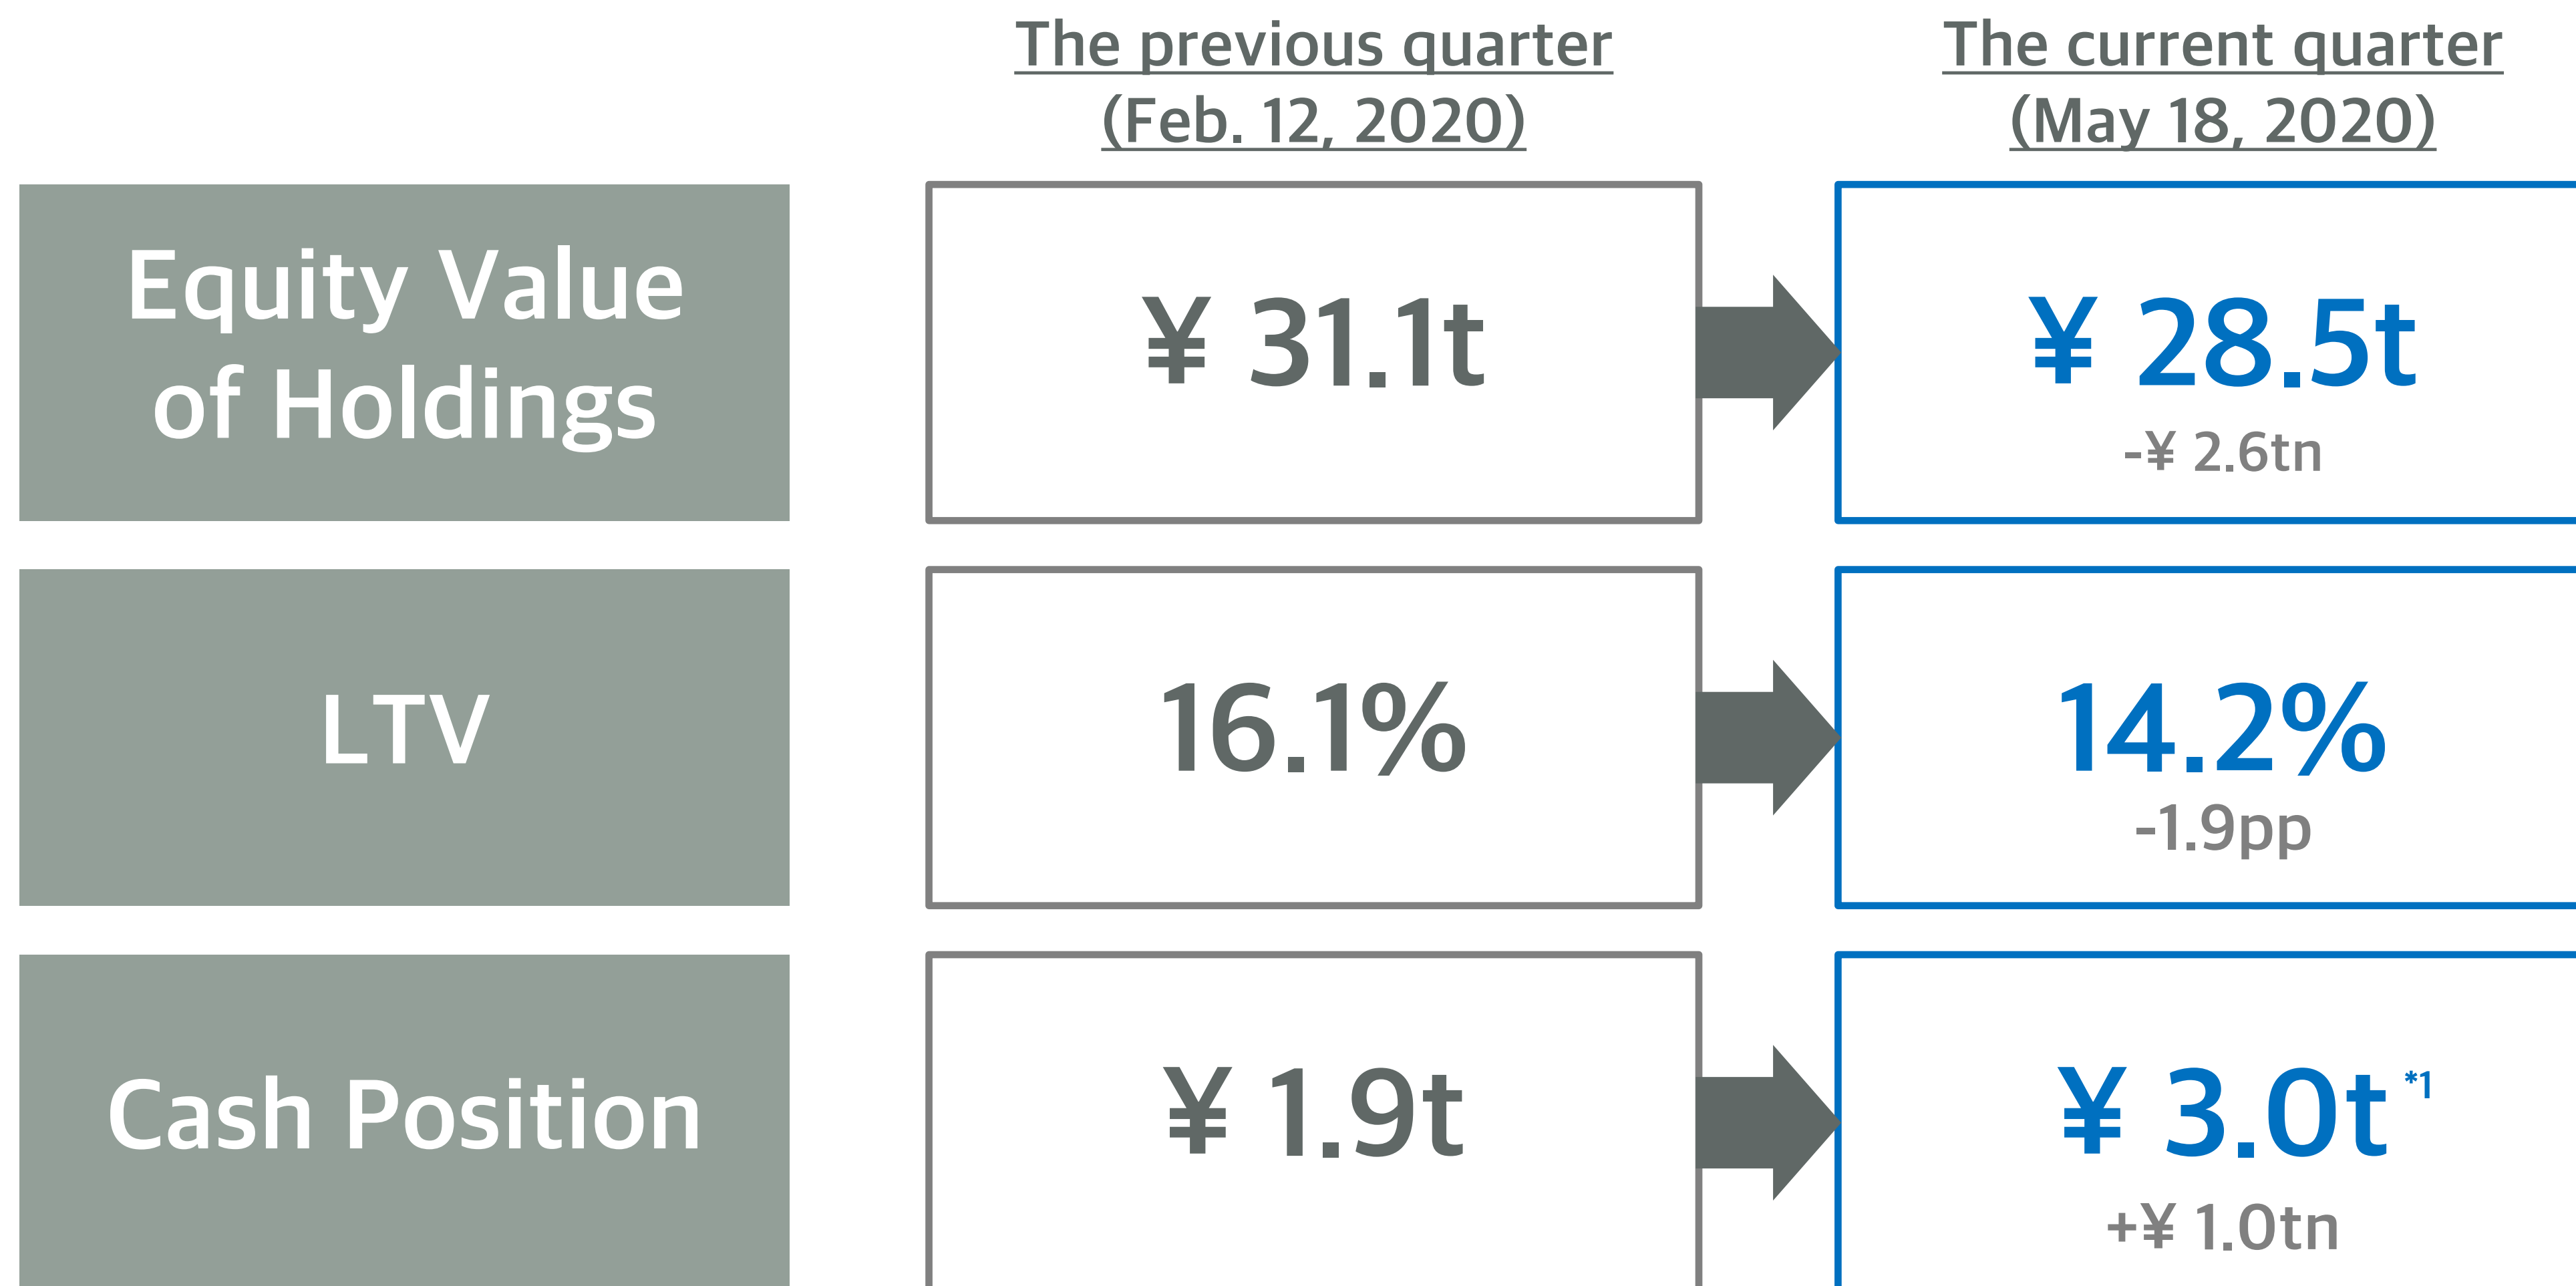 The previous quarter
(Feb. 12, 2020)
The current quarter
(May 18, 2020)
Equity Value
of Holdings
¥ 31.1t
¥ 28.5t
-¥ 2.6tn
LTV
16.1%
14.2%
-1.9pp
Cash Position
¥ 1.9t
¥ 3.0t *1
+¥ 1.0tn